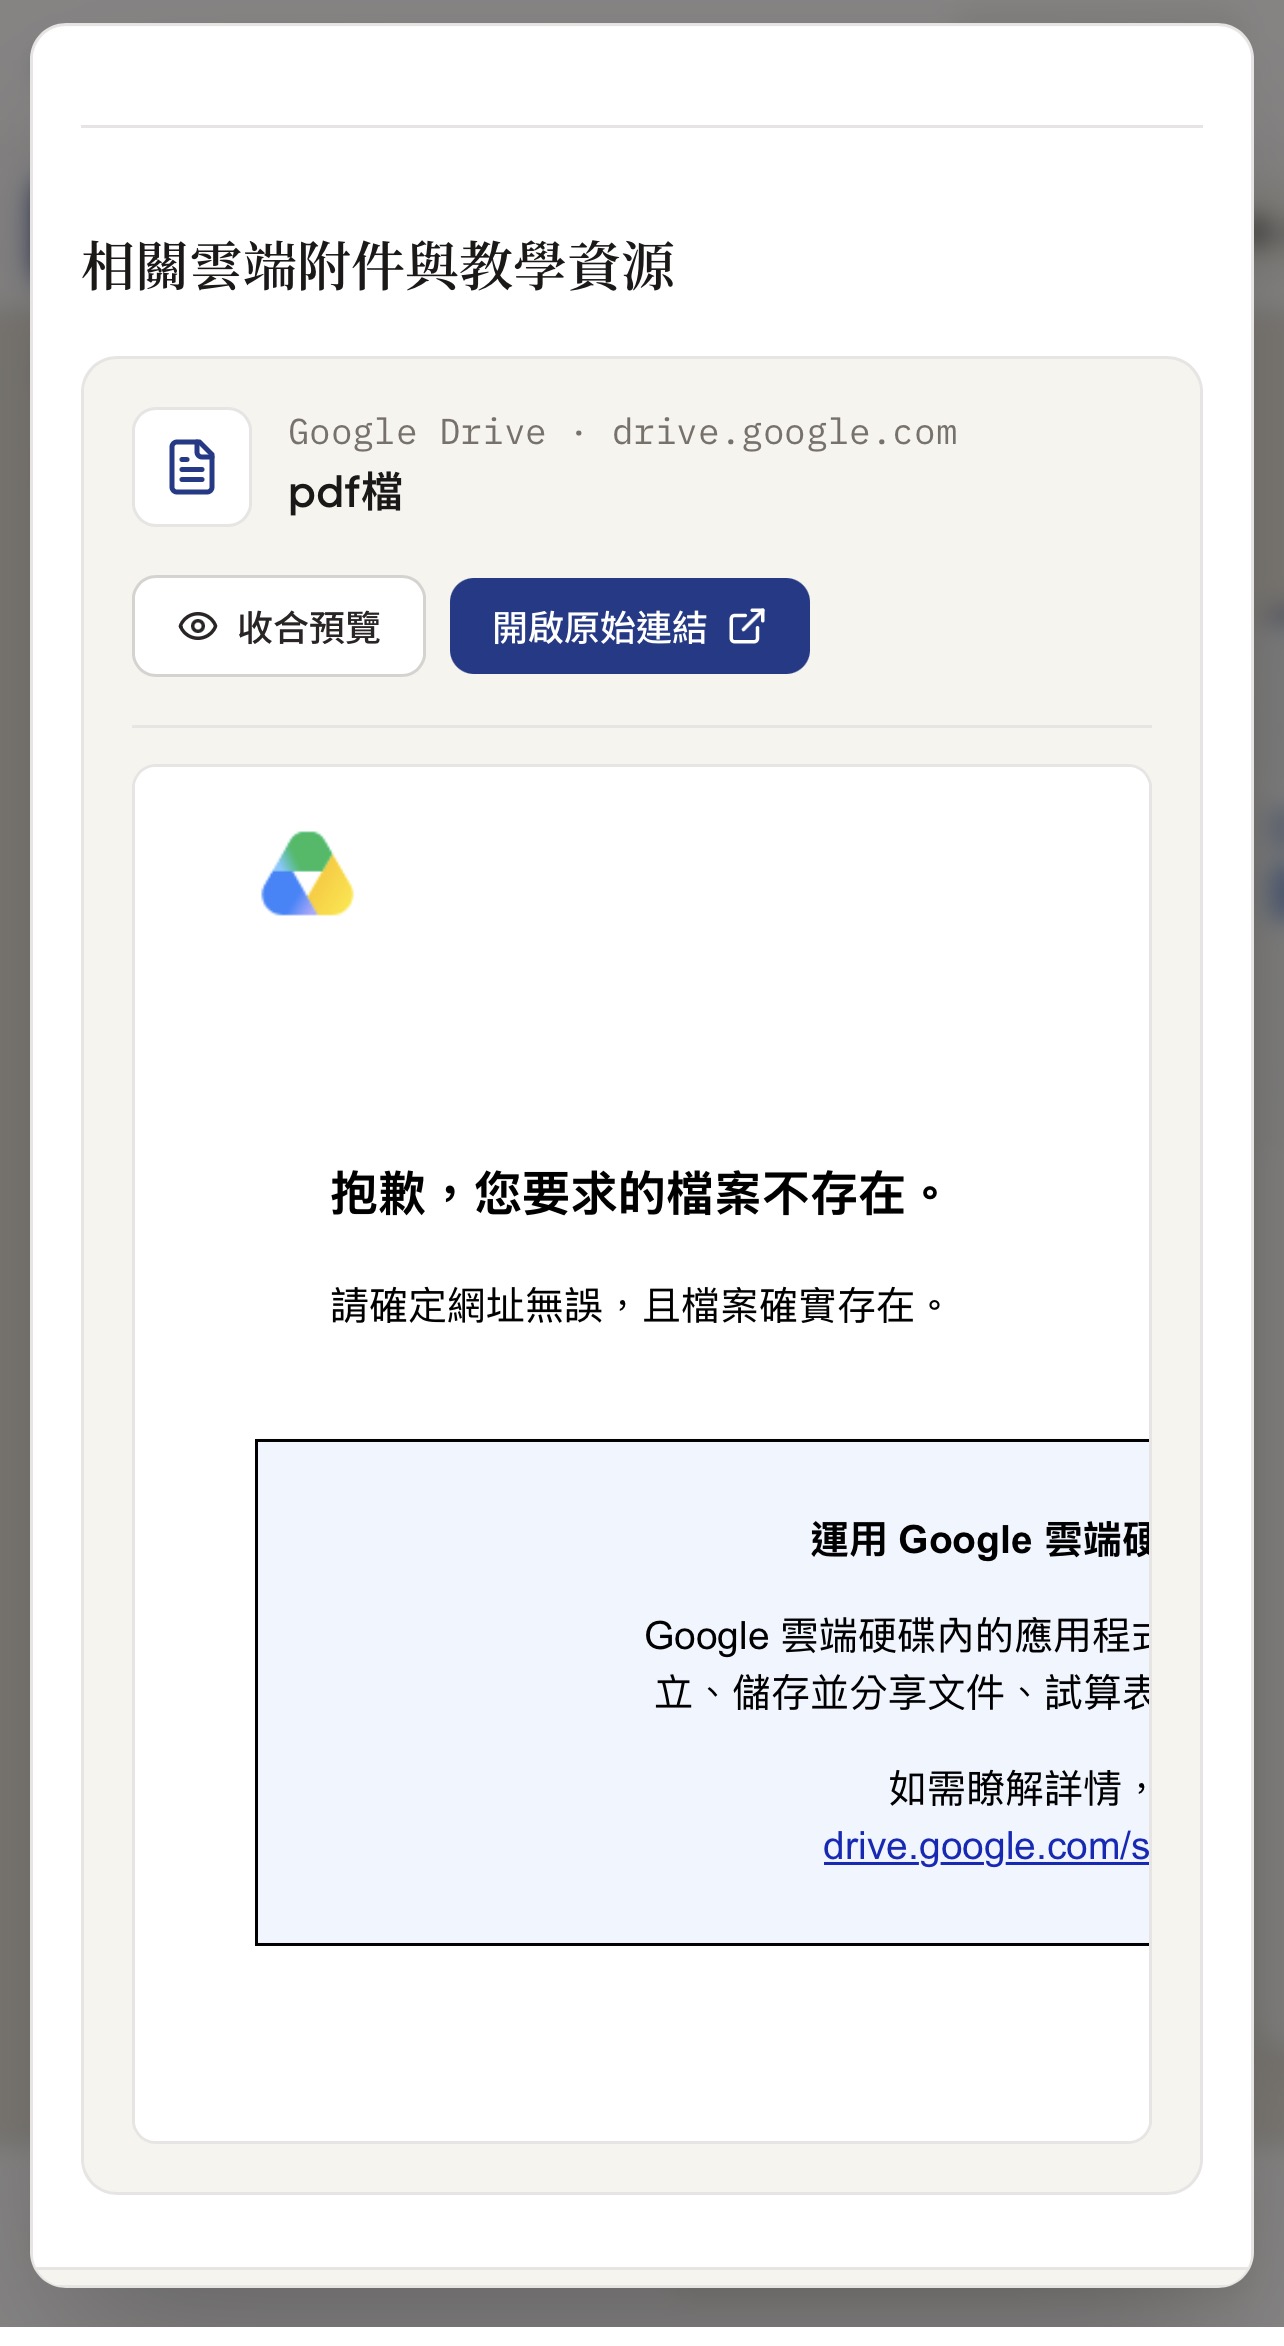 相關雲端附件與教學資源
Google Drive · drive.google.com
pdf檔
收合預覽
開啟原始連結
抱歉，您要求的檔案不存在。
請確定網址無誤，且檔案確實存在。
運用 Google 雲端硬
Google 雲端硬碟內的應用程式
立、儲存並分享文件、試算表
如需瞭解詳情，
drive.google.com/s